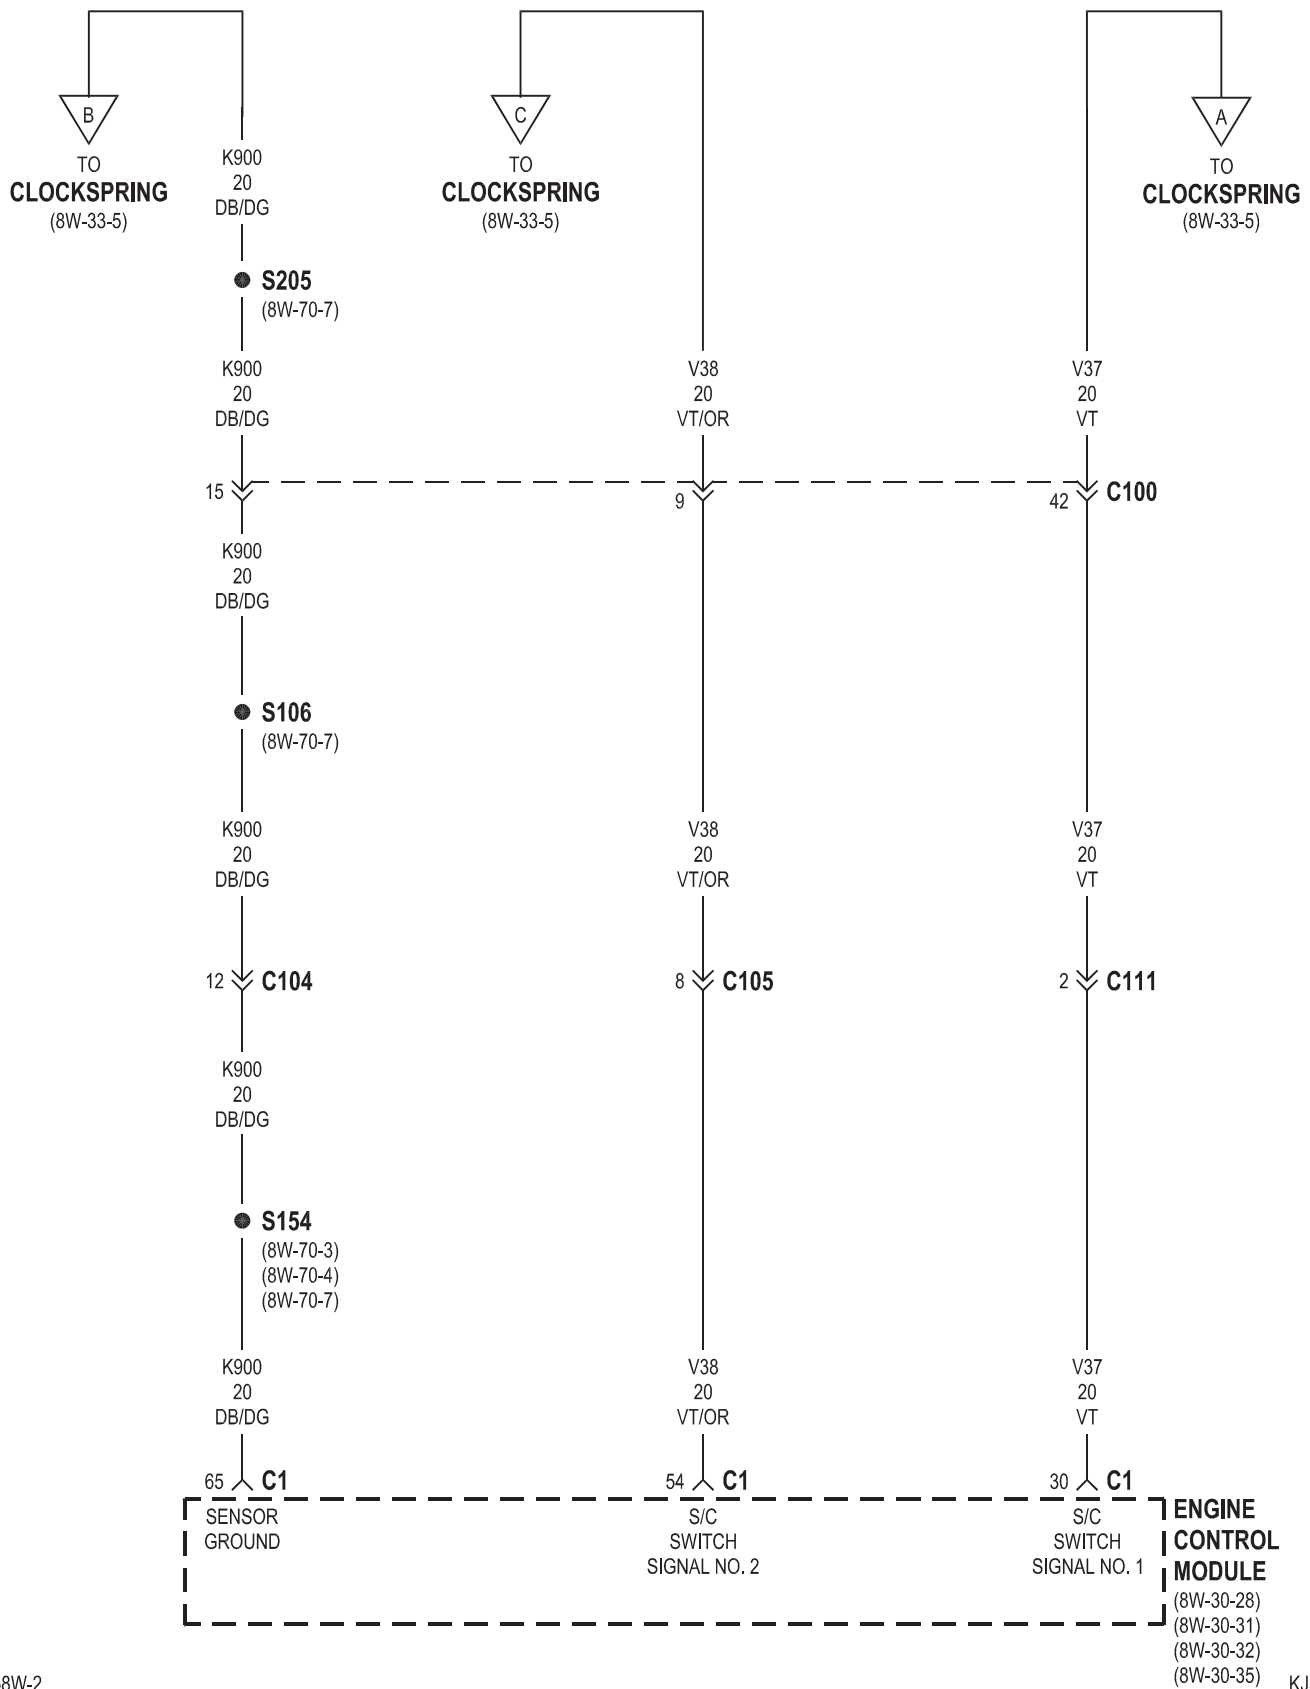 B
C
A
TO
CLOCKSPRING
(8W-33-5)
K900
20
DB/DG
TO
CLOCKSPRING
(8W-33-5)
TO
CLOCKSPRING
(8W-33-5)
S205
(8W-70-7)
K900
20
DB/DG
V38
20
VT/OR
V37
20
VT
15
9
42
C100
K900
20
DB/DG
S106
(8W-70-7)
K900
20
DB/DG
V38
20
VT/OR
V37
20
VT
12 C104
8 C105
2 C111
K900
20
DB/DG
S154
(8W-70-3)
(8W-70-4)
(8W-70-7)
K900
20
DB/DG
V38
20
VT/OR
V37
20
VT
65 C1
54 C1
30 C1
SENSOR
GROUND
S/C
SWITCH
SIGNAL NO. 2
S/C
SWITCH
SIGNAL NO. 1
ENGINE
CONTROL
MODULE
(8W-30-28)
(8W-30-31)
(8W-30-32)
(8W-30-35)
8W-2
KJ